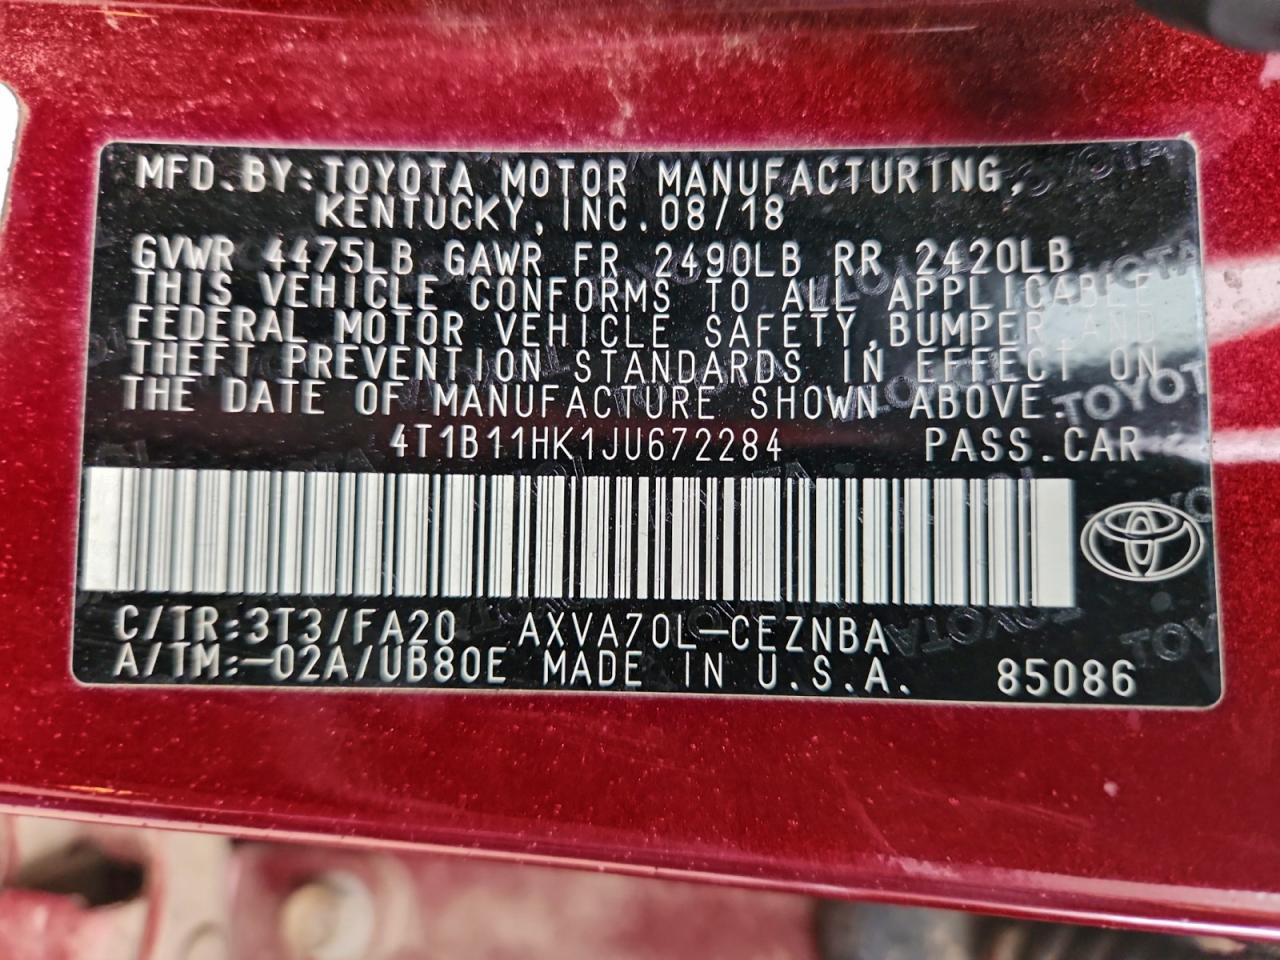 MFD.BY:TOYOTA MOTOR MANUFACTURING,
KENTUCKY,INC.08/18
GVWR 4475LB GAWR FR 2490LB RR 2420LB
THIS VEHICLE CONFORMS TO ALL APPLICABLE
FEDERAL MOTOR VEHICLE SAFETY,BUMPER AND
THEFT PREVENTION STANDARDS IN EFFECT ON
THE DATE OF MANUFACTURE SHOWN ABOVE.
4T1B11HK1JU672284 PASS.CAR
C/TR:3T3/FA20 AXVA70L-CEZNBA
A/TM:-02A/UB80E MADE IN U.S.A. 85086